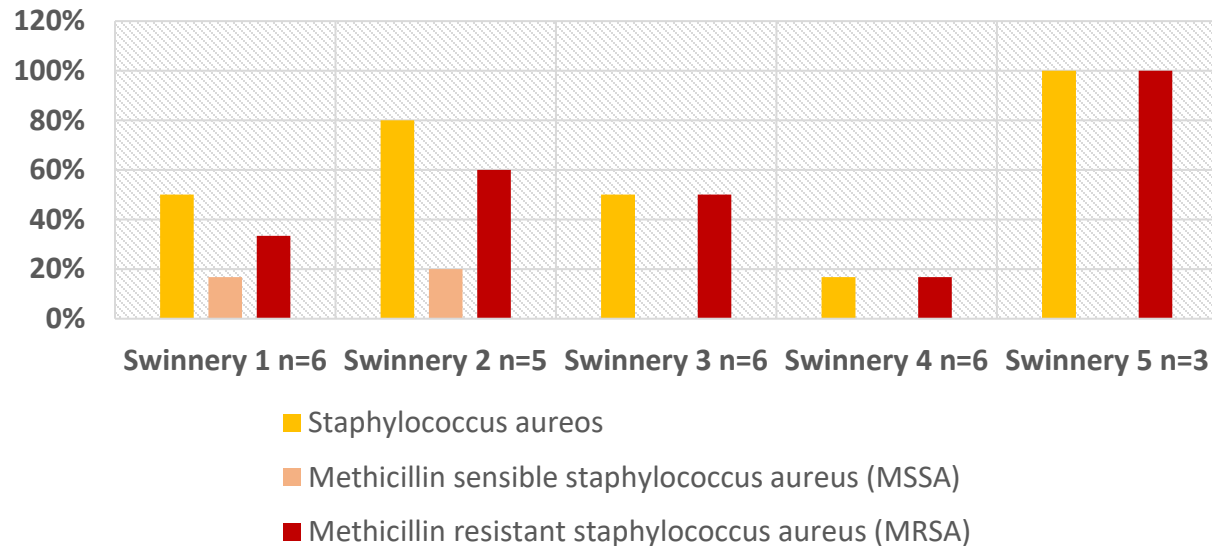 120%
100%
80%
60%
40%
20%
0%
Swinnery 1 n=6 Swinnery 2 n=5 Swinnery 3 n=6 Swinnery 4 n=6 Swinnery 5 n=3
Staphylococcus aureos
Methicillin sensible staphylococcus aureus (MSSA)
Methicillin resistant staphylococcus aureus (MRSA)